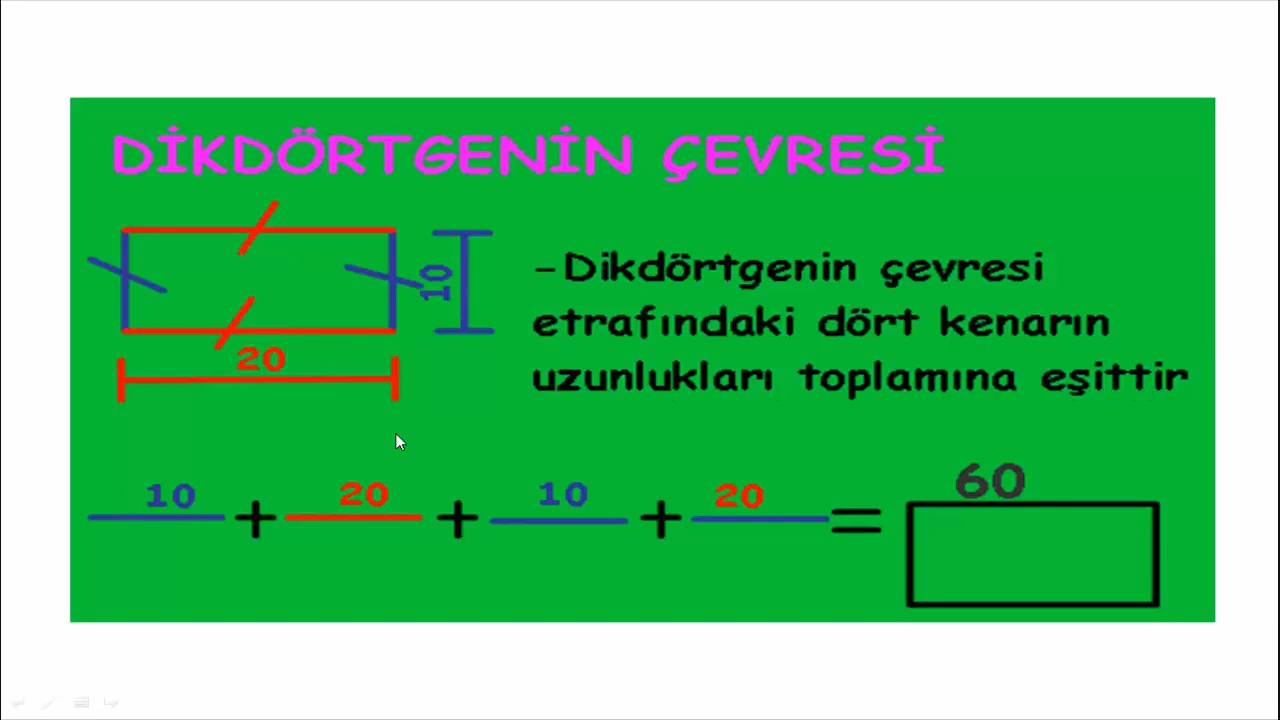 DİKDÖRTGENİN ÇEVRESİ
10
20
-Dikdörtgenin çevresi
etrafındaki dört kenarın
uzunlukları toplamına eşittir
10 + 20 + 10 + 20 = 60